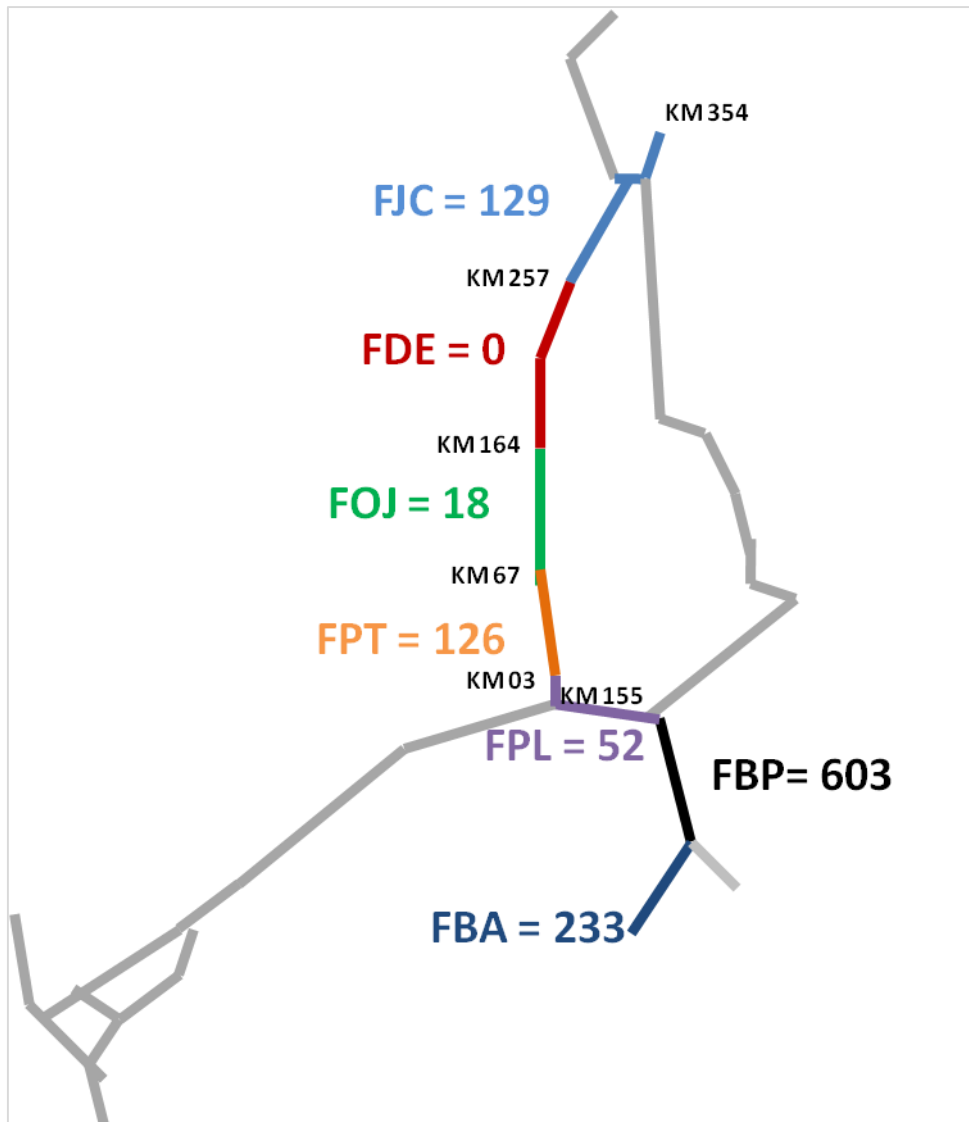 KM 354
FJC = 129
KM 257
FDE = 0
KM 164
FOJ = 18
KM 67
FPT = 126
KM 03
KM 155
FPL = 52
FBP= 603
FBA = 233